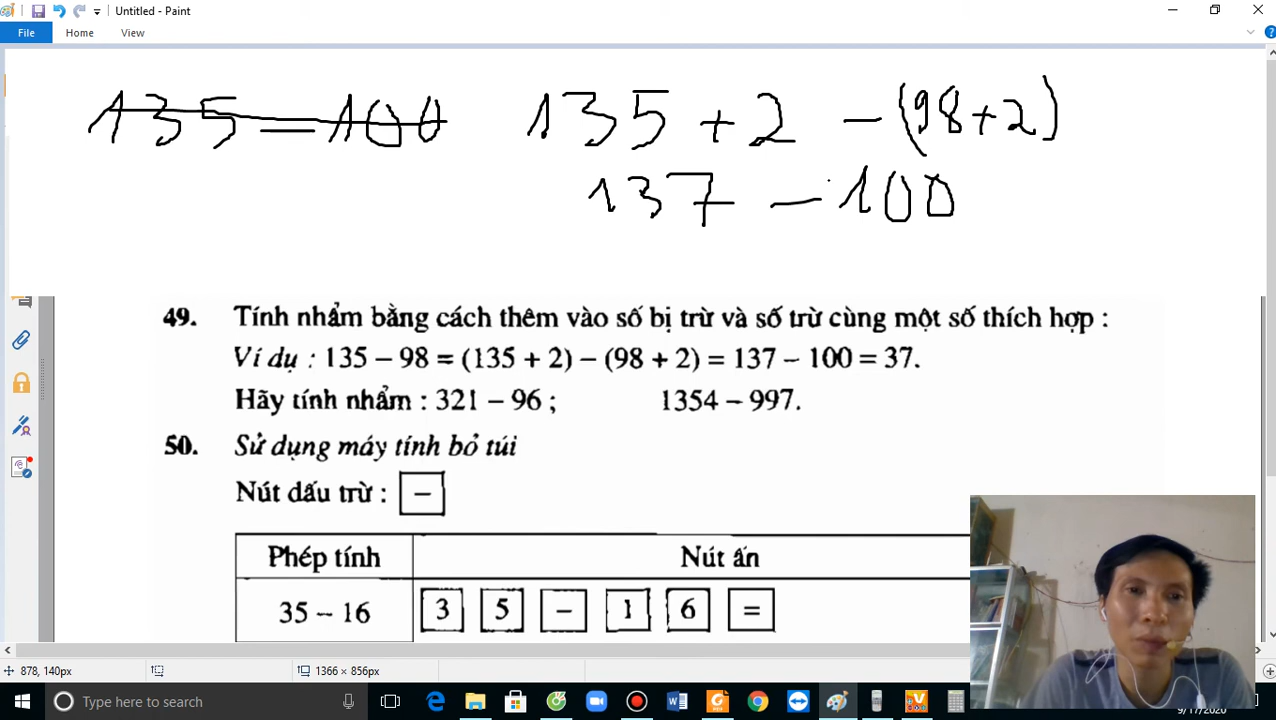 Untitled - Paint
File Home View
135 - 100
135 + 2 - (98 + 2)
137 - 100
49. Tính nhẩm bằng cách thêm vào số bị trừ và số trừ cùng một số thích hợp :
Ví dụ : 135 – 98 = (135 + 2) – (98 + 2) = 137 – 100 = 37.
Hãy tính nhẩm : 321 – 96 ; 1354 – 997.
50. Sử dụng máy tính bỏ túi
Nút dấu trừ : –
Phép tính Nút ấn
35 – 16 3 5 – 1 6 =
878, 140px 1366 × 856px
Type here to search
9/17/2020